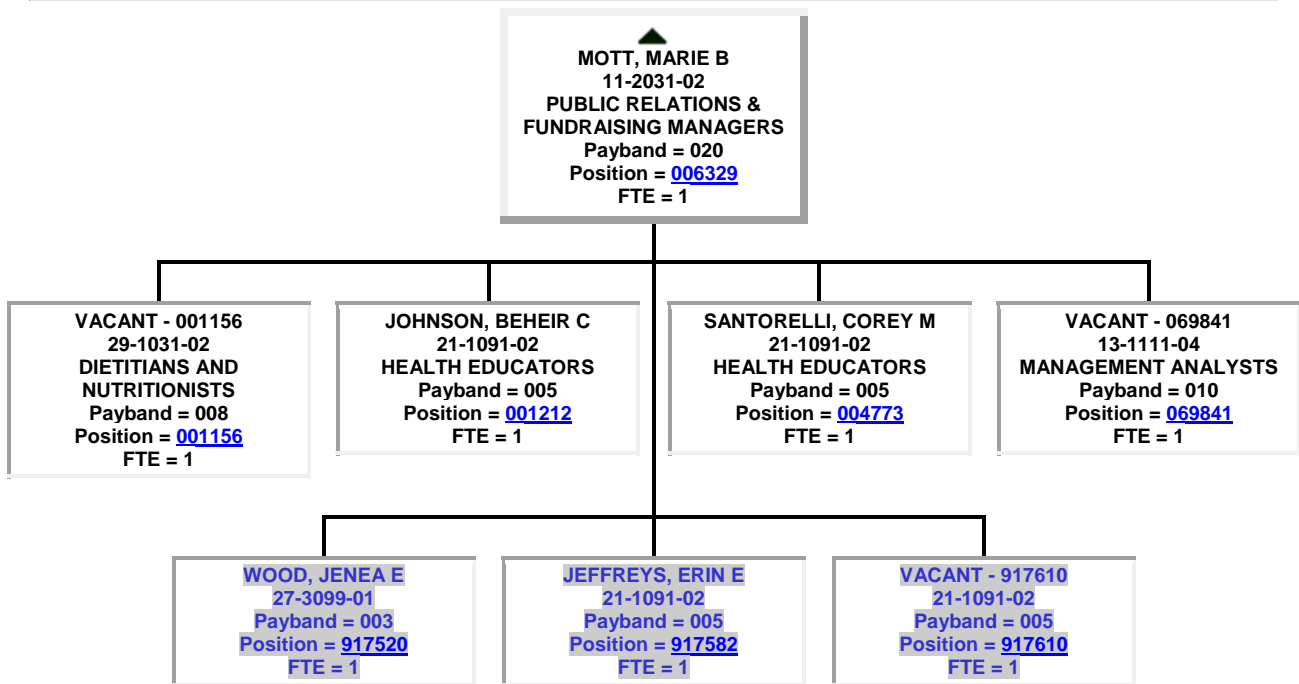 MOTT, MARIE B
11-2031-02
PUBLIC RELATIONS &
FUNDRAISING MANAGERS
Payband = 020
Position = 006329
FTE = 1
VACANT - 001156
29-1031-02
DIETITIANS AND
NUTRITIONISTS
Payband = 008
Position = 001156
FTE = 1
JOHNSON, BEHEIR C
21-1091-02
HEALTH EDUCATORS
Payband = 005
Position = 001212
FTE = 1
SANTORELLI, COREY M
21-1091-02
HEALTH EDUCATORS
Payband = 005
Position = 004773
FTE = 1
VACANT - 069841
13-1111-04
MANAGEMENT ANALYSTS
Payband = 010
Position = 069841
FTE = 1
WOOD, JENEA E
27-3099-01
Payband = 003
Position = 917520
FTE = 1
JEFFREYS, ERIN E
21-1091-02
Payband = 005
Position = 917582
FTE = 1
VACANT - 917610
21-1091-02
Payband = 005
Position = 917610
FTE = 1